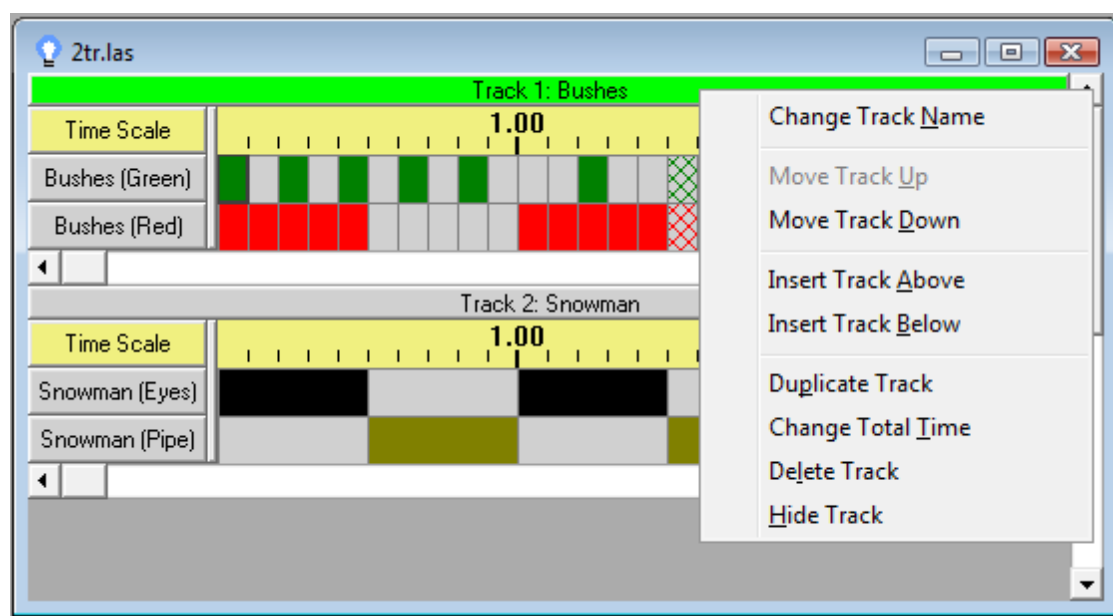 2tr.las
Track 1: Bushes
Time Scale
1.00
Bushes (Green)
Bushes (Red)
Track 2: Snowman
Time Scale
1.00
Snowman (Eyes)
Snowman (Pipe)
Change Track Name
Move Track Up
Move Track Down
Insert Track Above
Insert Track Below
Duplicate Track
Change Total Time
Delete Track
Hide Track